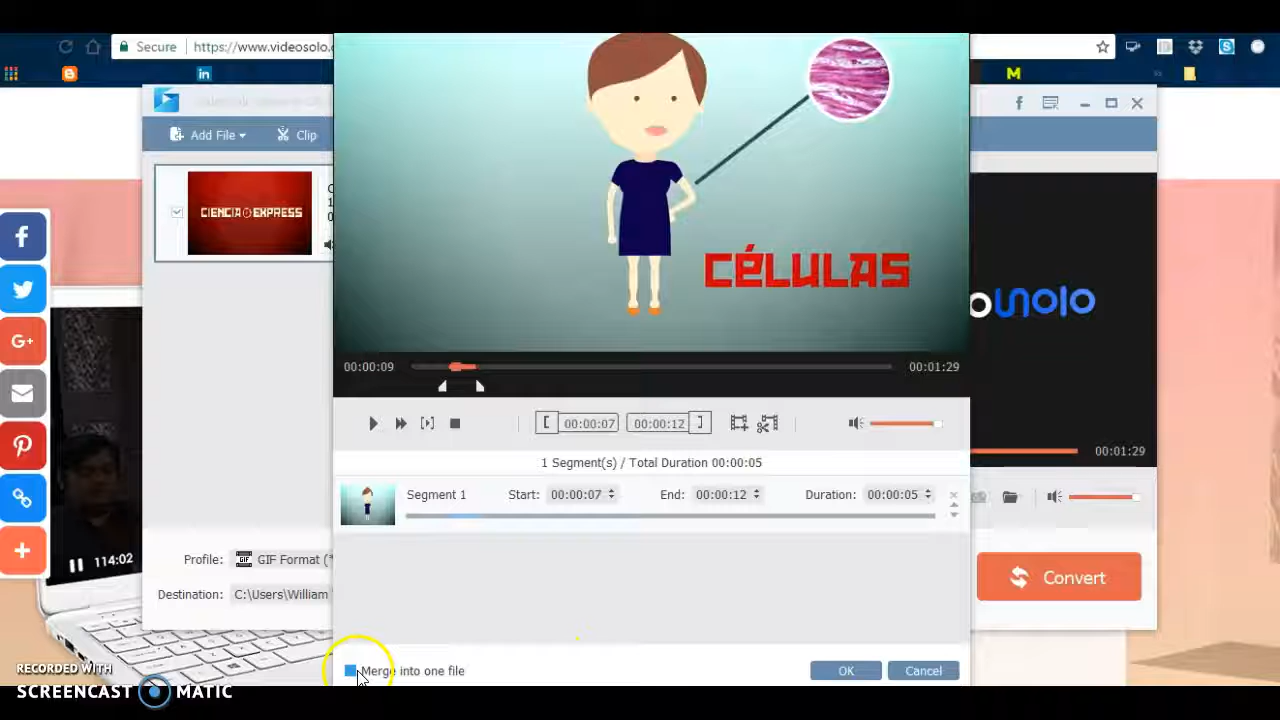 Secure https://www.videosolo.
M
Add File
Clip
CIENCIA EXPRESS
CÉLULAS
nolo
00:00:09
00:01:29
00:00:07
00:00:12
1 Segment(s) / Total Duration 00:00:05
00:01:29
Segment 1 Start: 00:00:07 End: 00:00:12 Duration: 00:00:05
114:02
Profile: GIF GIF Format (*
Destination: C:\Users\William
Convert
Merge into one file
OK
Cancel
RECORDED WITH
SCREENCAST MATIC